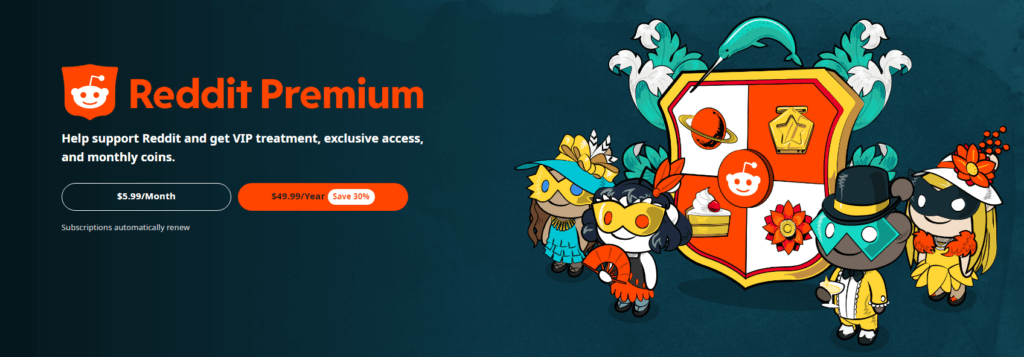 Reddit Premium
Help support Reddit and get VIP treatment, exclusive access,
and monthly coins.
$5.99/Month
$49.99/Year Save 30%
Subscriptions automatically renew